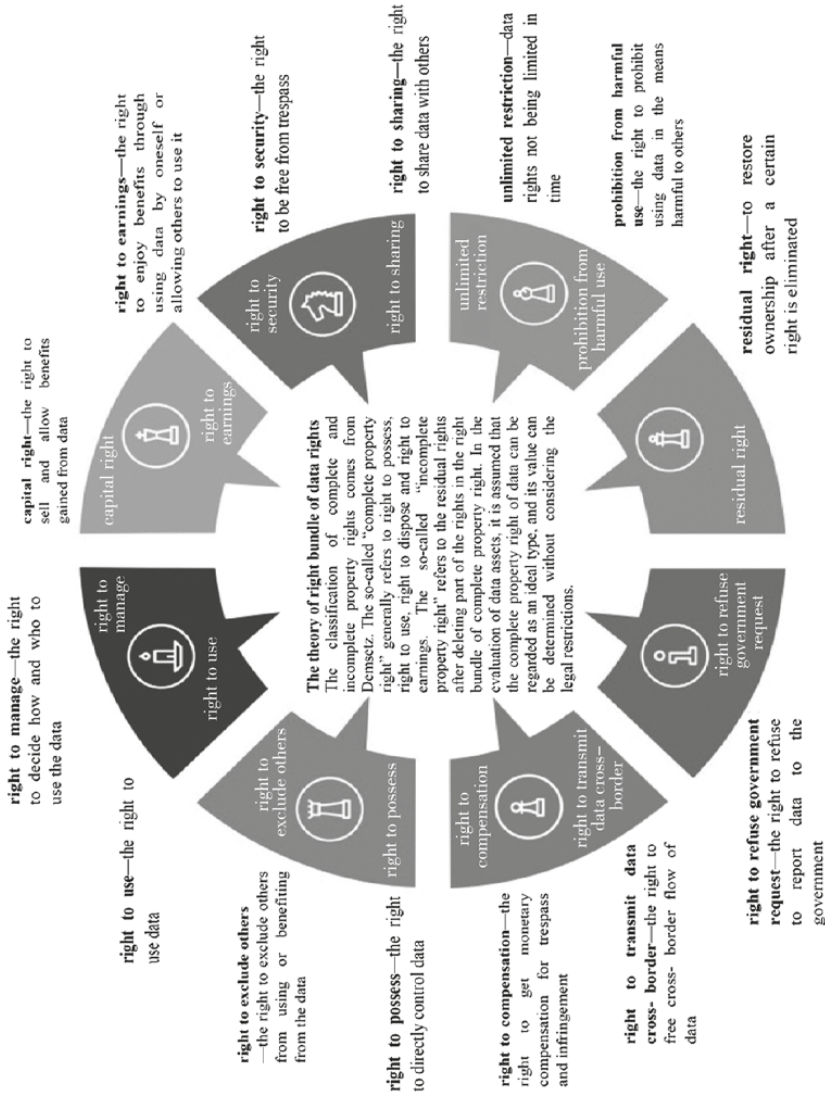 right to possess—the right
to directly control data
right to exclude others
—the right to exclude others
from using or benefiting
from the data
right to use—the right to
use data
right to manage—the right
to decide how and who to
use the data
capital right—the right to
sell and allow benefits
gained from data
right to earnings—the right
to enjoy benefits through
using data by oneself or
allowing others to use it
right to security—the right
to be free from trespass
right to sharing—the right
to share data with others
right to
exclude others
right to possess
right to
manage
right to use
capital right
right to
earnings
right to
security
right to sharing
The theory of right bundle of data rights
The classification of complete and
incomplete property rights comes from
Demsetz. The so-called “complete property
right” generally refers to right to possess,
right to use, right to dispose and right to
earnings. The so-called “incomplete
property right” refers to the residual rights
after deleting part of the rights in the right
bundle of complete property right. In the
evaluation of data assets, it is assumed that
the complete property right of data can be
regarded as an ideal type, and its value can
be determined without considering the
legal restrictions.
right to
compensation
right to transmit
data cross-
border
right to refuse
government
request
residual right
unlimited
restriction
prohibition from
harmful use
right to compensation—the
right to get monetary
compensation for trespass
and infringement
right to transmit data
cross- border—the right to
free cross- border flow of
data
right to refuse government
request—the right to refuse
to report data to the
government
residual right—to restore
ownership after a certain
right is eliminated
prohibition from harmful
use—the right to prohibit
using data in the means
harmful to others
unlimited restriction—data
rights not being limited in
time